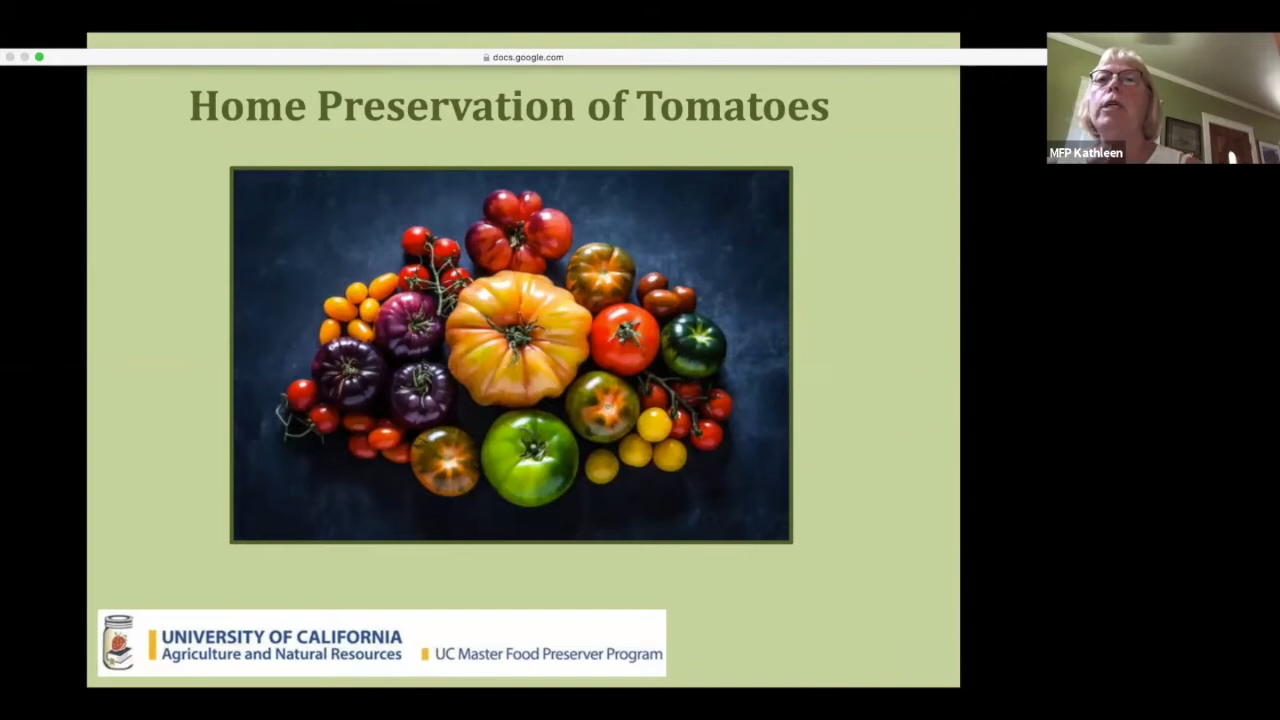 docs.google.com
Home Preservation of Tomatoes
MFP Kathleen
UNIVERSITY OF CALIFORNIA
Agriculture and Natural Resources
UC Master Food Preserver Program